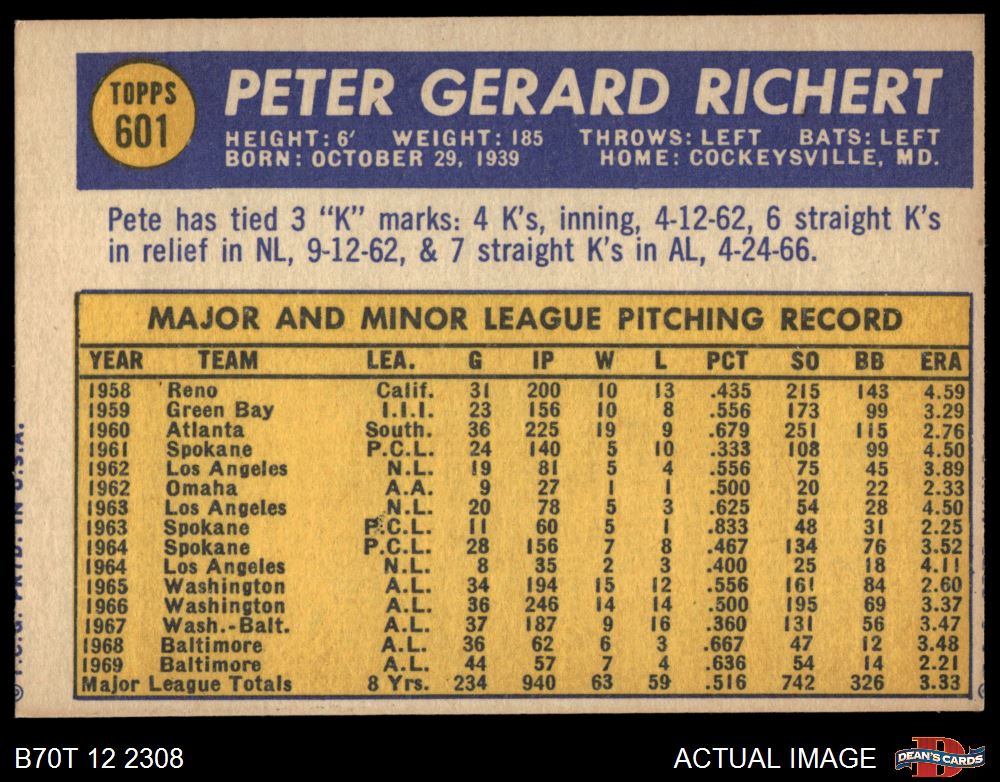 TOPPS
601
PETER GERARD RICHERT
HEIGHT: 6' WEIGHT: 185 THROWS: LEFT BATS: LEFT
BORN: OCTOBER 29, 1939 HOME: COCKEYSVILLE, MD.
Pete has tied 3 “K” marks: 4 K's, inning, 4-12-62, 6 straight K's
in relief in NL, 9-12-62, & 7 straight K's in AL, 4-24-66.
MAJOR AND MINOR LEAGUE PITCHING RECORD
YEAR TEAM LEA. G IP W L PCT SO BB ERA
1958 Reno Calif. 31 200 10 13 .435 215 143 4.59
1959 Green Bay I.I.I. 23 156 10 8 .556 173 99 3.29
1960 Atlanta South. 36 225 19 9 .679 251 115 2.76
1961 Spokane P.C.L. 24 140 5 10 .333 108 99 4.50
1962 Los Angeles N.L. 19 81 5 4 .556 75 45 3.89
1962 Omaha A.A. 9 27 1 1 .500 20 22 2.33
1963 Los Angeles N.L. 20 78 5 3 .625 54 28 4.50
1963 Spokane P.C.L. 11 60 5 1 .833 48 31 2.25
1964 Spokane P.C.L. 28 156 7 8 .467 134 76 3.52
1964 Los Angeles N.L. 8 35 2 3 .400 25 18 4.11
1965 Washington A.L. 34 194 15 12 .556 161 84 2.60
1966 Washington A.L. 36 246 14 14 .500 195 69 3.37
1967 Wash.-Balt. A.L. 37 187 9 16 .360 131 56 3.47
1968 Baltimore A.L. 36 62 6 3 .667 47 12 3.48
1969 Baltimore A.L. 44 57 7 4 .636 54 14 2.21
Major League Totals 8 Yrs. 234 940 63 59 .516 742 326 3.33
© T.C.G. PRTD. IN U.S.A.
B70T 12 2308
ACTUAL IMAGE
DEAN'S CARDS